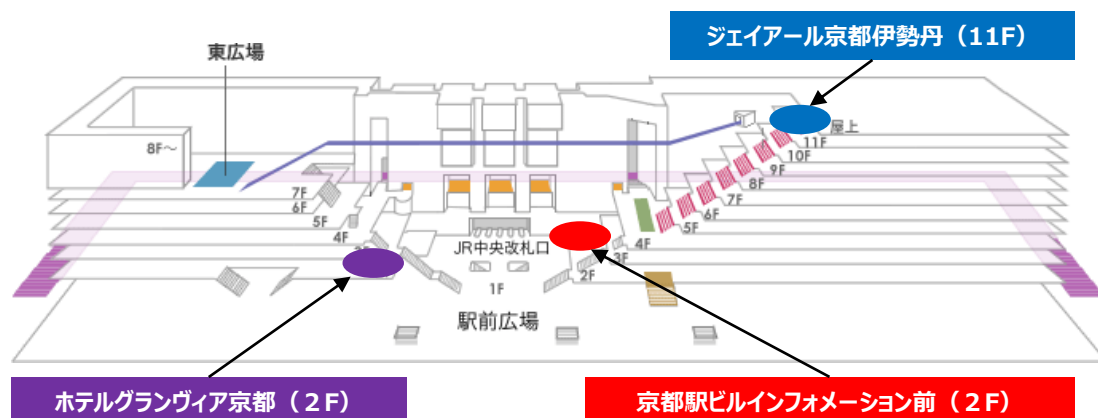 ジェイアール京都伊勢丹（11F）
東広場
屋上
8F～
11F
10F
9F
8F
7F
7F
6F
6F
5F
5F
4F
4F
JR中央改札口
3F
2F
1F
駅前広場
ホテルグランヴィア京都（２F）
京都駅ビルインフォメーション前（２F）